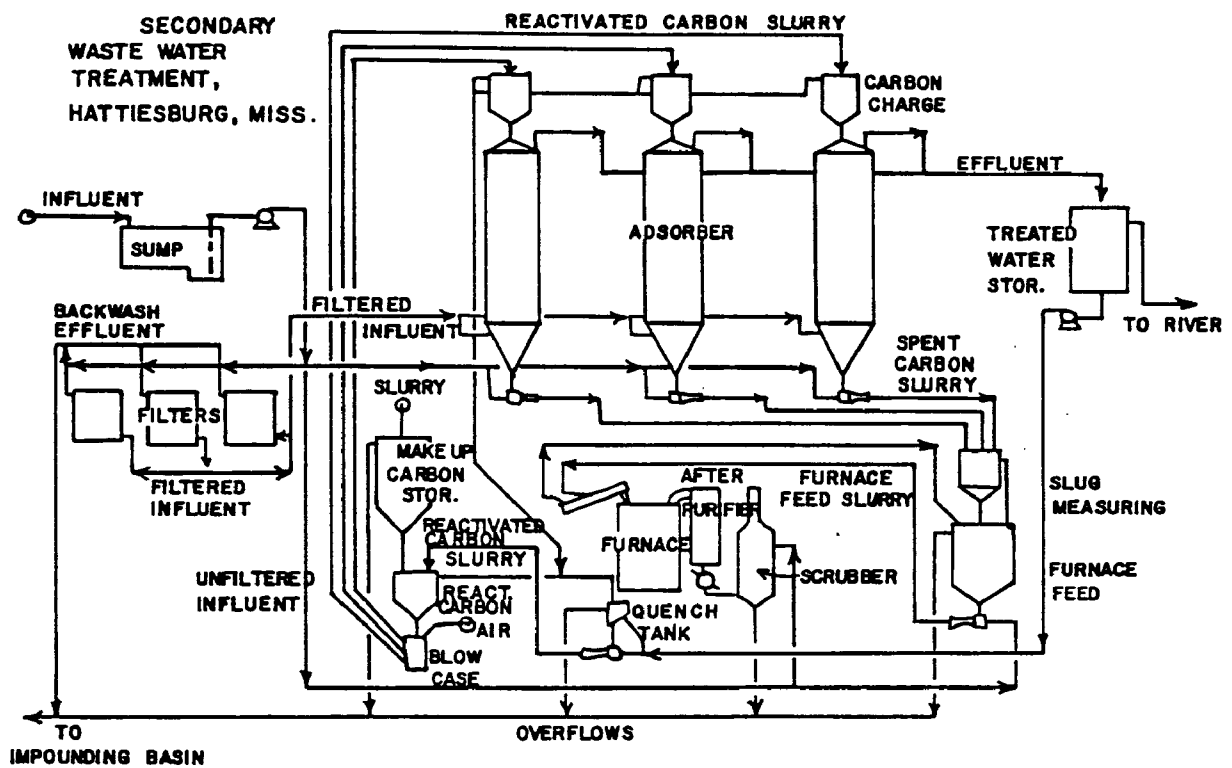 SECONDARY
WASTE WATER
TREATMENT,
HATTIESBURG, MISS.
REACTIVATED CARBON SLURRY
CARBON
CHARGE
EFFLUENT
INFLUENT
SUMP
ADSORBER
TREATED
WATER
STOR.
TO RIVER
BACKWASH
EFFLUENT
FILTERED
INFLUENT
SPENT
CARBON
SLURRY
SLURRY
FILTERS
MAKE UP
CARBON
STOR.
AFTER
PURIFIER
FURNACE
FEED SLURRY
FILTERED
INFLUENT
SLUG
MEASURING
REACTIVATED
CARBON
SLURRY
FURNACE
SCRUBBER
FURNACE
FEED
UNFILTERED
INFLUENT
REACT.
CARBON
AIR
QUENCH
TANK
BLOW
CASE
OVERFLOWS
TO
IMPOUNDING BASIN